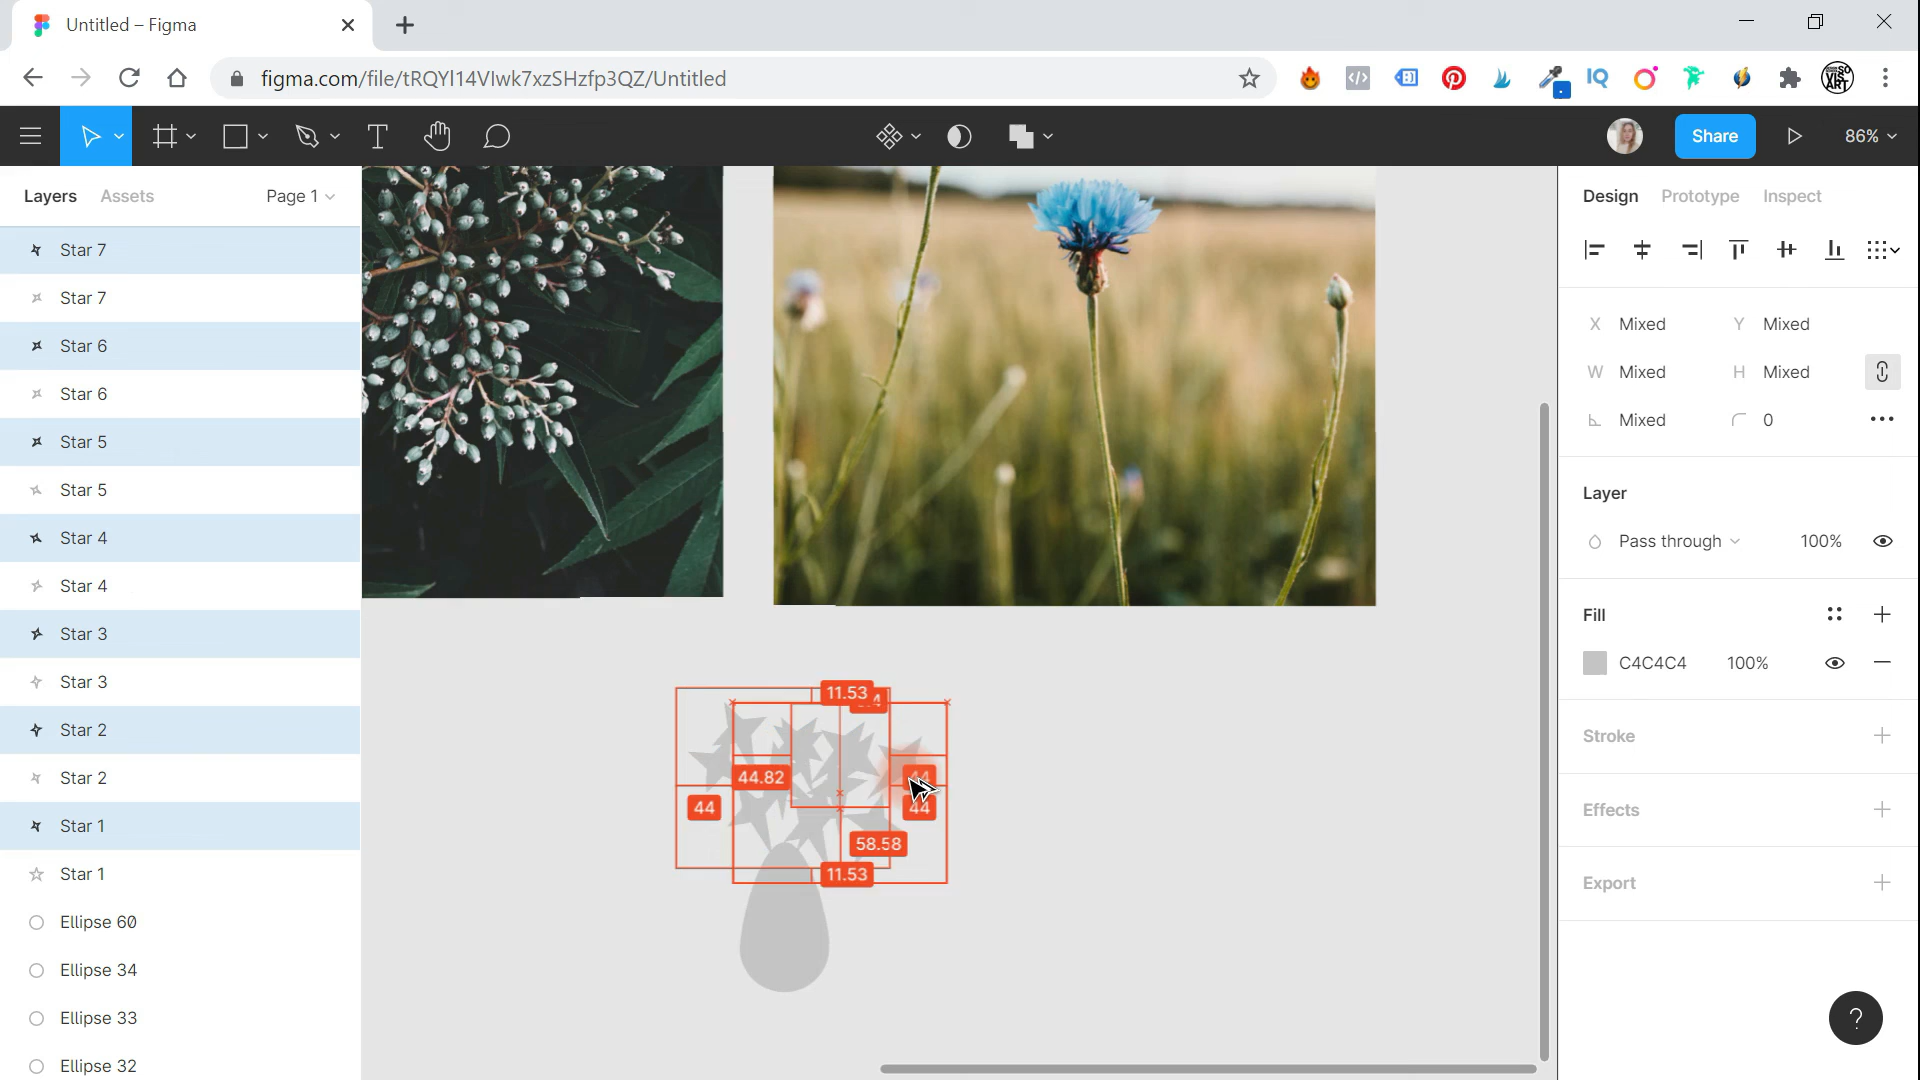 Untitled – Figma
figma.com/file/tRQYl14VIwk7xzSHzfp3QZ/Untitled
IQ
Share
86%
Layers Assets Page 1
Design Prototype Inspect
Star 7
Star 7
Star 6
Star 6
Star 5
Star 5
Star 4
Star 4
Star 3
Star 3
Star 2
Star 2
Star 1
Star 1
Ellipse 60
Ellipse 34
Ellipse 33
Ellipse 32
11.53
44.82
44
44
44
58.58
11.53
X Mixed Y Mixed
W Mixed H Mixed
Mixed 0
Layer
Pass through 100%
Fill
C4C4C4 100%
Stroke
Effects
Export
?